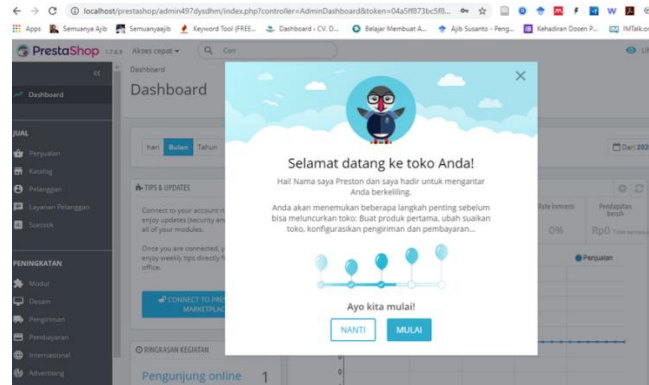 localhost/prestashop/admin497dysdhm/index.php?controller=AdminDashboard&token=04a5ff873bc5f8...
Apps Semuanya Ajib Semuanyaajib Keyword Tool (FREE... Dashboard - CV. D... Belajar Membuat A... Ajib Susanto - Peng... Kehadiran Dosen P... IMTalk.o
PrestaShop Akses cepat Cari
Dashboard
Dashboard
Dashboard
JUAL
Penjualan
Katalog
Pelanggan
Layanan Pelanggan
Statistik
PENINGKATAN
Modul
Desain
Pengiriman
Pembayaran
Internasional
Advertising
hari Bulan Tahun
Dari 202
TIPS & UPDATES
Connect to your account
enjoy updates (security an
all of your modules.
Once you are connected, y
enjoy weekly tips directly f
office.
CONNECT TO PRE
MARKETPLAC
RINGKASAN KEGIATAN
Pengunjung online 1
Selamat datang ke toko Anda!
Hai! Nama saya Preston dan saya hadir untuk mengantar
Anda berkeliling.
Anda akan menemukan beberapa langkah penting sebelum
bisa meluncurkan toko: Buat produk pertama, ubah suaikan
toko, konfigurasikan pengiriman dan pembayaran...
Ayo kita mulai!
NANTI MULAI
Rata konversi
0%
Pendapatan
bersih
Rp0
Penjualan
0
0